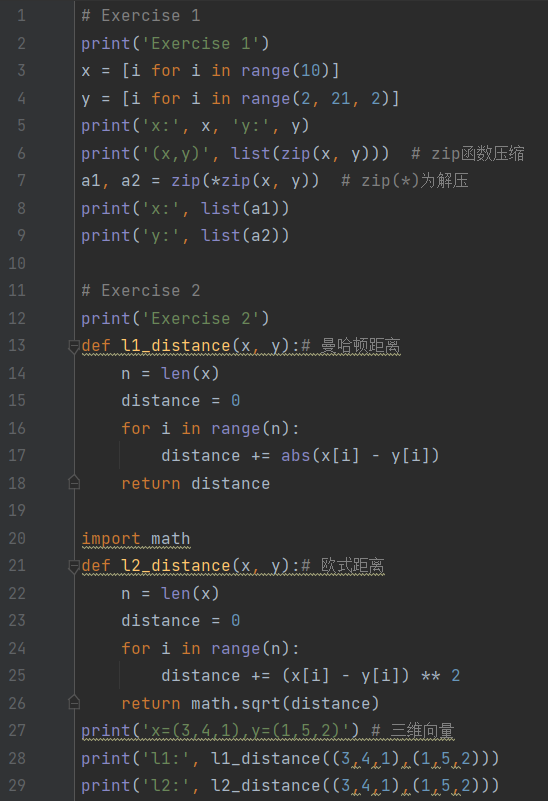 1 # Exercise 1
2 print('Exercise 1')
3 x = [i for i in range(10)]
4 y = [i for i in range(2, 21, 2)]
5 print('x:', x, 'y:', y)
6 print('(x,y)', list(zip(x, y)))  # zip函数压缩
7 a1, a2 = zip(*zip(x, y))  # zip(*)为解压
8 print('x:', list(a1))
9 print('y:', list(a2))
10
11 # Exercise 2
12 print('Exercise 2')
13 def l1_distance(x, y):# 曼哈顿距离
14     n = len(x)
15     distance = 0
16     for i in range(n):
17         distance += abs(x[i] - y[i])
18     return distance
19
20 import math
21 def l2_distance(x, y):# 欧式距离
22     n = len(x)
23     distance = 0
24     for i in range(n):
25         distance += (x[i] - y[i]) ** 2
26     return math.sqrt(distance)
27 print('x=(3,4,1),y=(1,5,2)') # 三维向量
28 print('l1:', l1_distance((3,4,1),(1,5,2)))
29 print('l2:', l2_distance((3,4,1),(1,5,2)))